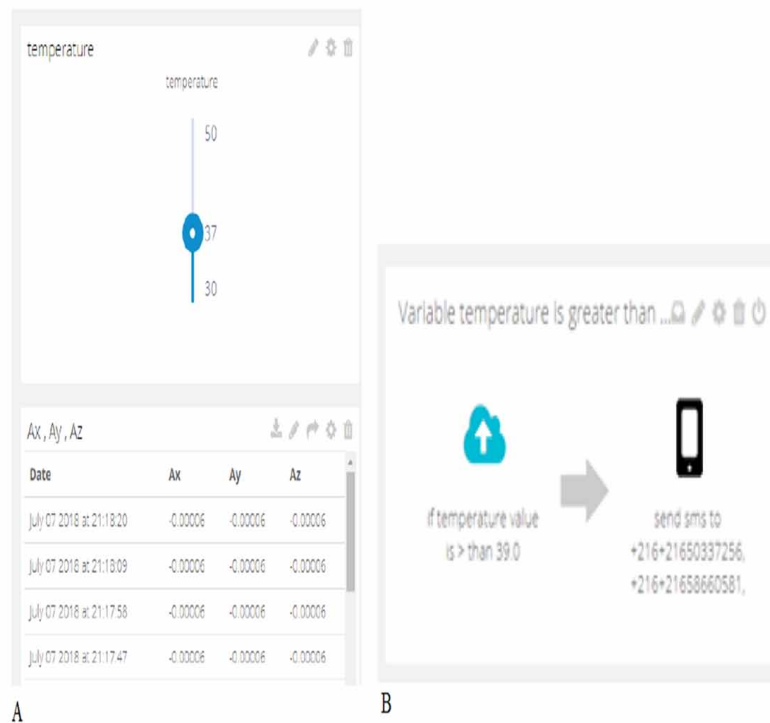 temperature
temperature
50
37
30
Ax , Ay , Az
Date Ax Ay Az
July 07 2018 at 21:18:20 -0.00006 -0.00006 -0.00006
July 07 2018 at 21:18:09 -0.00006 -0.00006 -0.00006
July 07 2018 at 21:17:58 -0.00006 -0.00006 -0.00006
July 07 2018 at 21:17:47 -0.00006 -0.00006 -0.00006
A
Variable temperature is greater than ...
if temperature value
is > than 39.0
send sms to
+216+21650337256,
+216+21658660581,
B